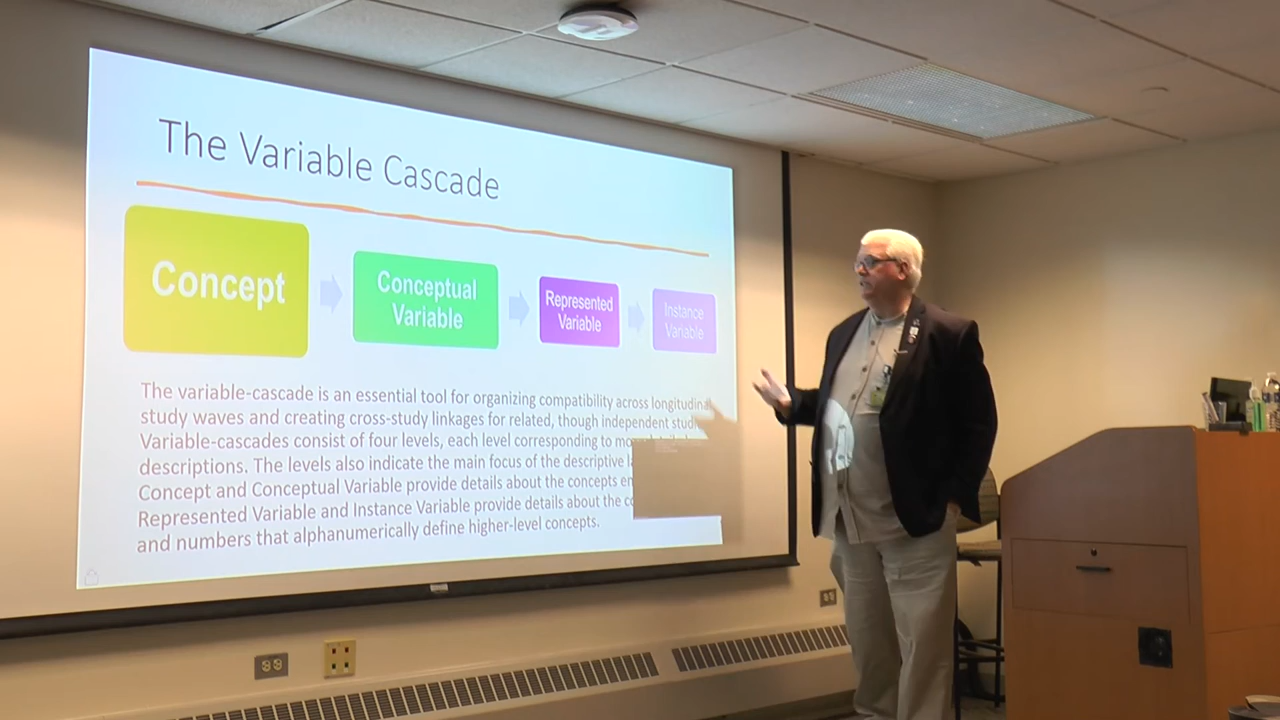 The Variable Cascade
Concept
Conceptual
Variable
Represented
Variable
Instance
Variable
The variable-cascade is an essential tool for organizing compatibility across longitudinal
study waves and creating cross-study linkages for related, though independent
Variable-cascades consist of four levels, each level corresponding to
descriptions. The levels also indicate the main focus of the descriptive
Concept and Conceptual Variable provide details about the concepts
Represented Variable and Instance Variable provide details about the
and numbers that alphanumerically define higher-level concepts.